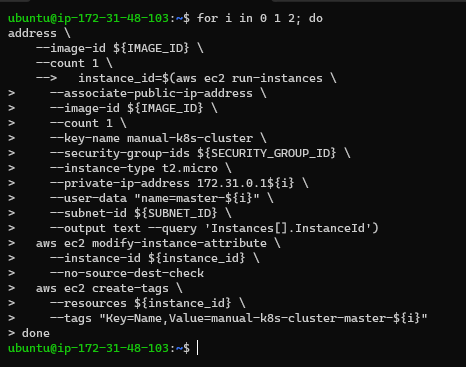 ubuntu@ip-172-31-48-103:~$ for i in 0 1 2; do
address \
    --image-id ${IMAGE_ID} \
    --count 1 \
    --->   instance_id=$(aws ec2 run-instances \
>     --associate-public-ip-address \
>     --image-id ${IMAGE_ID} \
>     --count 1 \
>     --key-name manual-k8s-cluster \
>     --security-group-ids ${SECURITY_GROUP_ID} \
>     --instance-type t2.micro \
>     --private-ip-address 172.31.0.1${i} \
>     --user-data "name=master-${i}" \
>     --subnet-id ${SUBNET_ID} \
>     --output text --query 'Instances[].InstanceId')
>   aws ec2 modify-instance-attribute \
>     --instance-id ${instance_id} \
>     --no-source-dest-check
>   aws ec2 create-tags \
>     --resources ${instance_id} \
>     --tags "Key=Name,Value=manual-k8s-cluster-master-${i}"
> done
ubuntu@ip-172-31-48-103:~$